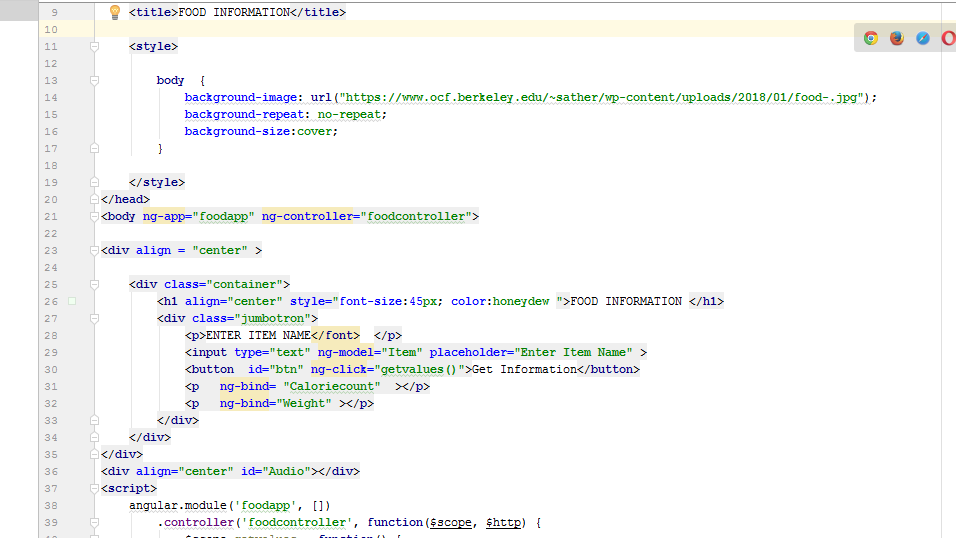 9 <title>FOOD INFORMATION</title>
10
11 <style>
12
13 body  {
14 background-image: url("https://www.ocf.berkeley.edu/~sather/wp-content/uploads/2018/01/food-.jpg");
15 background-repeat: no-repeat;
16 background-size:cover;
17 }
18
19 </style>
20 </head>
21 <body ng-app="foodapp" ng-controller="foodcontroller">
22
23 <div align = "center" >
24
25 <div class="container">
26 <h1 align="center" style="font-size:45px; color:honeydew ">FOOD INFORMATION </h1>
27 <div class="jumbotron">
28 <p>ENTER ITEM NAME</font>  </p>
29 <input type="text" ng-model="Item" placeholder="Enter Item Name" >
30 <button  id="btn" ng-click="getvalues()">Get Information</button>
31 <p   ng-bind= "Caloriecount"  ></p>
32 <p   ng-bind="Weight" ></p>
33 </div>
34 </div>
35 </div>
36 <div align="center" id="Audio"></div>
37 <script>
38 angular.module('foodapp', [])
39 .controller('foodcontroller', function($scope, $http) {